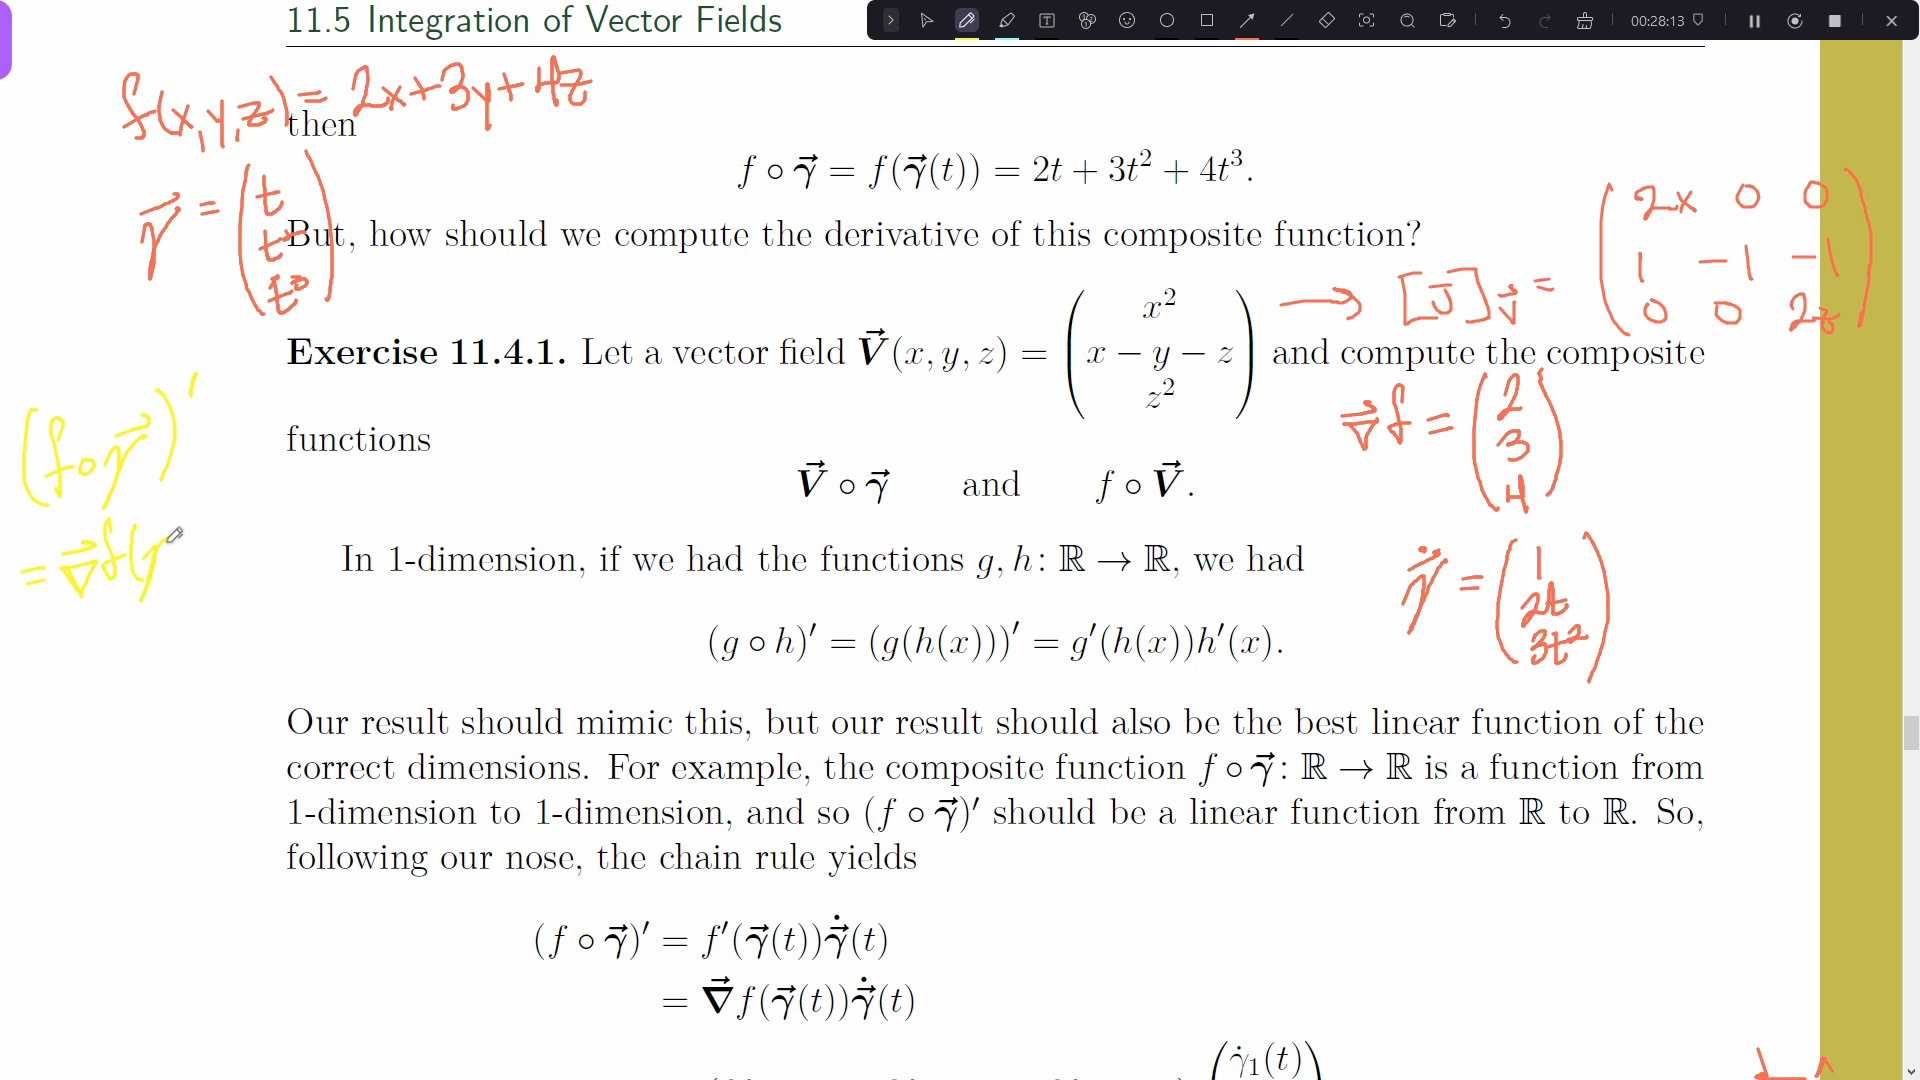 11.5 Integration of Vector Fields
00:28:13
f(x,y,z) = 2x+3y+4z
then
f ∘ γ⃗ = f(γ⃗(t)) = 2t + 3t² + 4t³.
γ⃗ = (t
t²
t³)
But, how should we compute the derivative of this composite function?
→ [J]_V⃗ = (2x 0 0
1 −1 −1
0 0 2z)
Exercise 11.4.1. Let a vector field V⃗(x, y, z) = (x²
x − y − z
z²) and compute the composite
functions
∇⃗f = (2
3
4)
(f∘γ⃗)′
= ∇⃗f(γ
V⃗ ∘ γ⃗ and f ∘ V⃗.
In 1-dimension, if we had the functions g, h: ℝ → ℝ, we had
γ⃗̇ = (1
2t
3t²)
(g ∘ h)′ = (g(h(x)))′ = g′(h(x))h′(x).
Our result should mimic this, but our result should also be the best linear function of the
correct dimensions. For example, the composite function f ∘ γ⃗: ℝ → ℝ is a function from
1-dimension to 1-dimension, and so (f ∘ γ⃗)′ should be a linear function from ℝ to ℝ. So,
following our nose, the chain rule yields
(f ∘ γ⃗)′ = f′(γ⃗(t))γ⃗̇(t)
= ∇⃗f(γ⃗(t))γ⃗̇(t)
(γ̇₁(t))